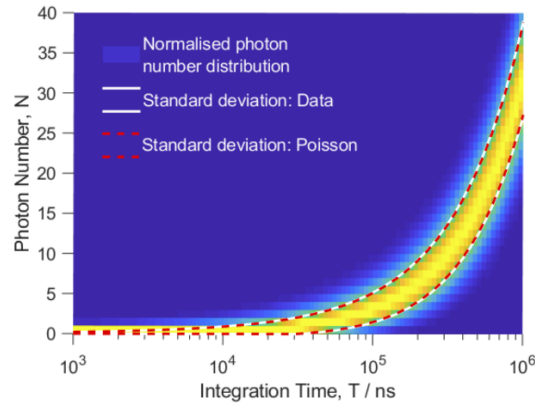 40
35
30
25
20
15
10
5
0
Photon Number, N
Normalised photon
number distribution
Standard deviation: Data
Standard deviation: Poisson
10³ 10⁴ 10⁵ 10⁶
Integration Time, T / ns